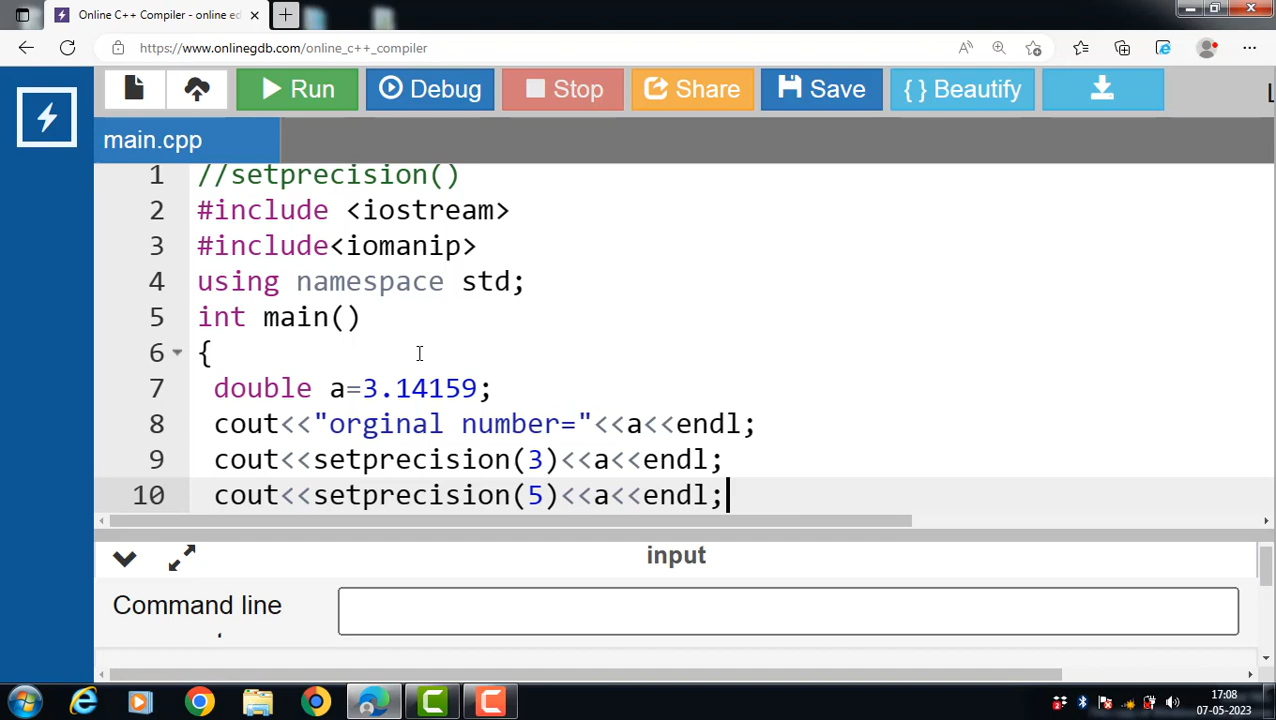 Online C++ Compiler - online ed
https://www.onlinegdb.com/online_c++_compiler
Run Debug Stop Share Save { } Beautify L
main.cpp
1 //setprecision()
2 #include <iostream>
3 #include<iomanip>
4 using namespace std;
5 int main()
6 {
7 double a=3.14159;
8 cout<<"orginal number="<<a<<endl;
9 cout<<setprecision(3)<<a<<endl;
10 cout<<setprecision(5)<<a<<endl;
input
Command line
17:08
07-05-2023